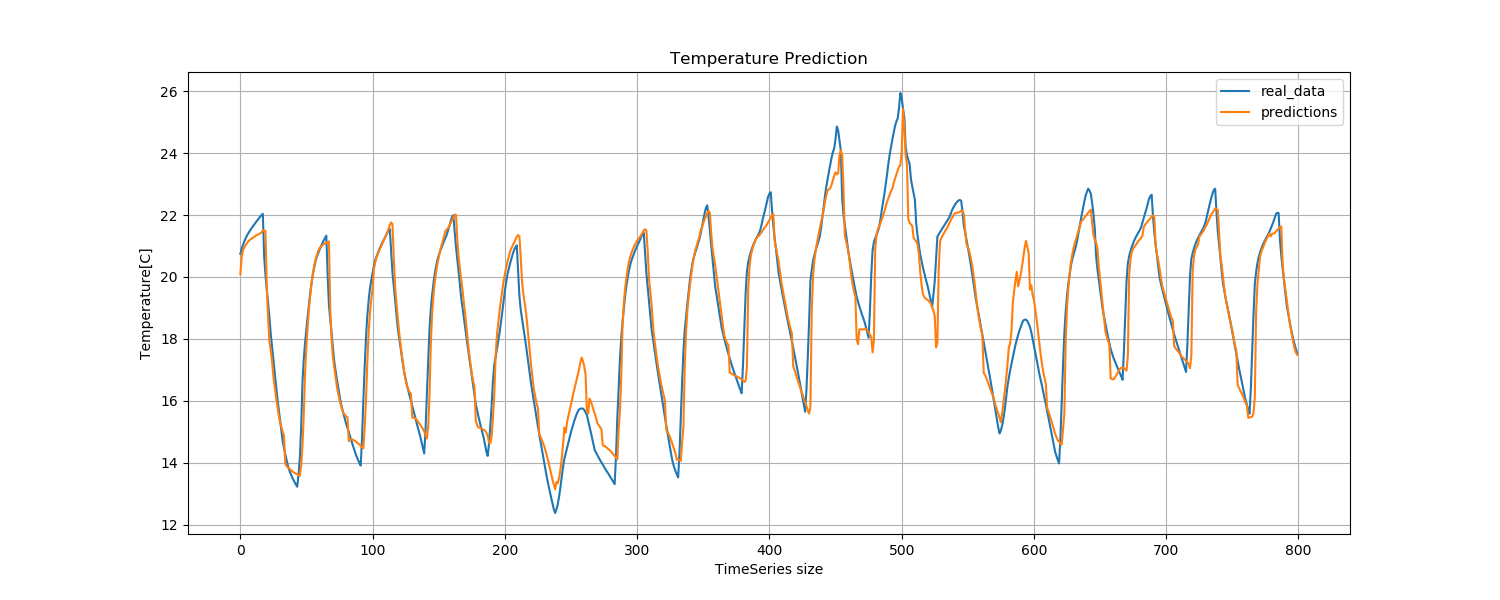 Temperature Prediction
real_data
predictions
Temperature[C]
26
24
22
20
18
16
14
12
0 100 200 300 400 500 600 700 800
TimeSeries size